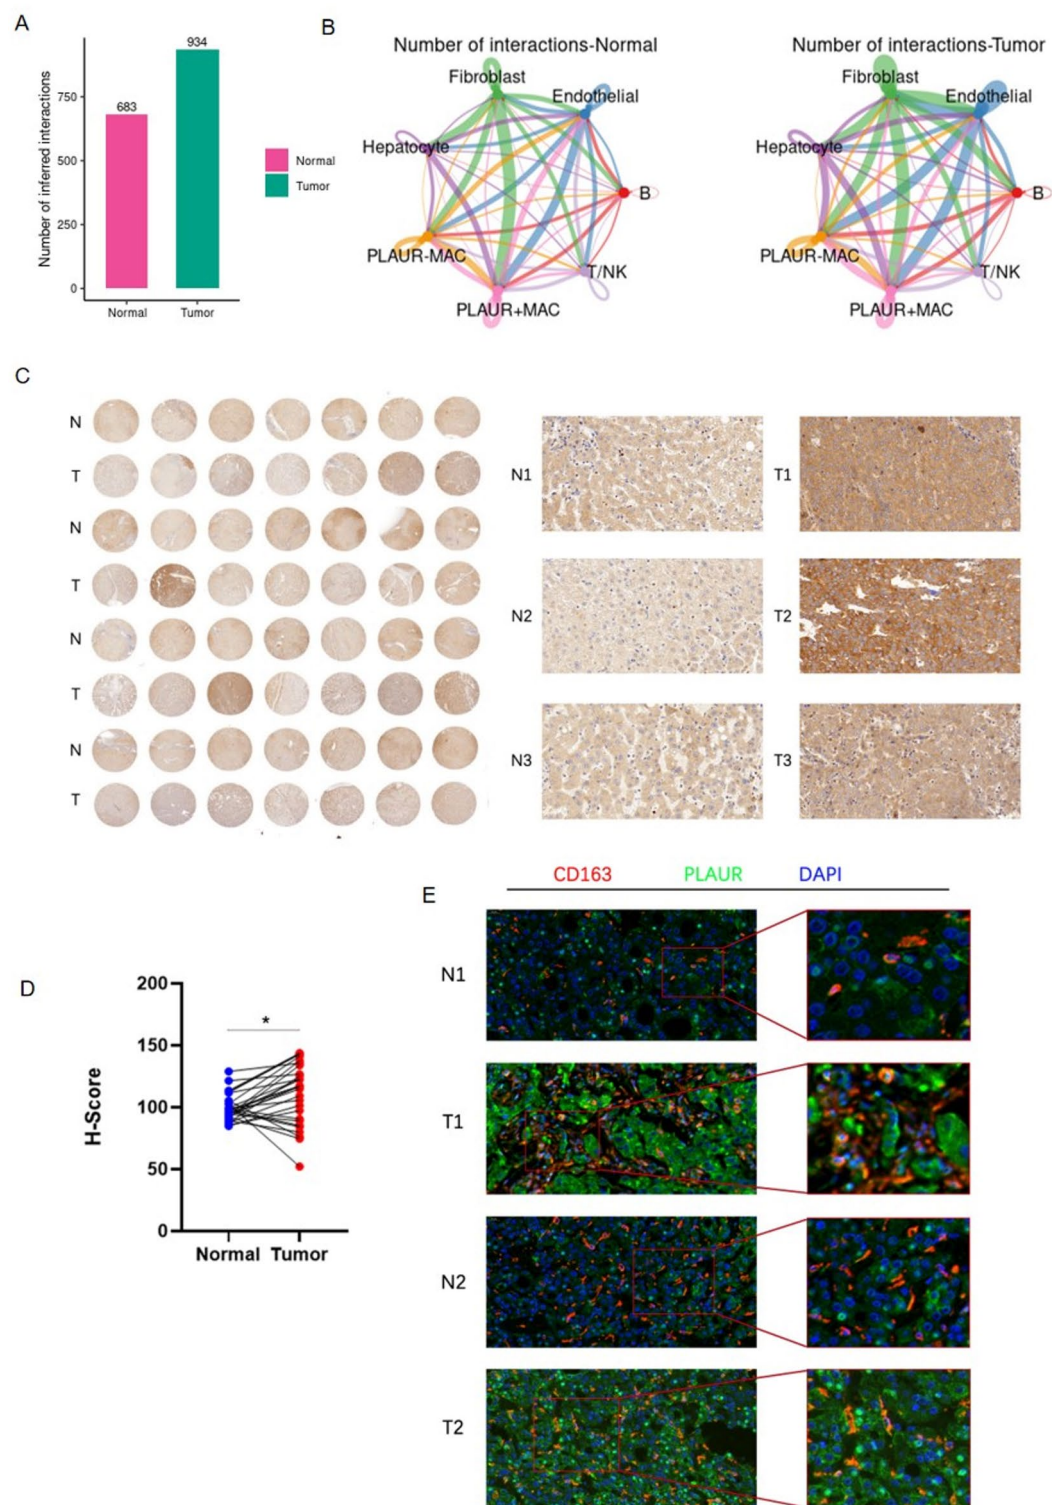 A
934
683
750
500
250
0
Number of inferred interactions
Normal
Tumor
Normal
Tumor
B
Number of interactions-Normal
Fibroblast
Endothelial
Hepatocyte
B
PLAUR-MAC
T/NK
PLAUR+MAC
Number of interactions-Tumor
Fibroblast
Endothelial
Hepatocyte
B
PLAUR-MAC
T/NK
PLAUR+MAC
C
N
T
N
T
N
T
N
T
N1
T1
N2
T2
N3
T3
D
200
150
100
50
0
H-Score
*
Normal Tumor
E
CD163 PLAUR DAPI
N1
T1
N2
T2